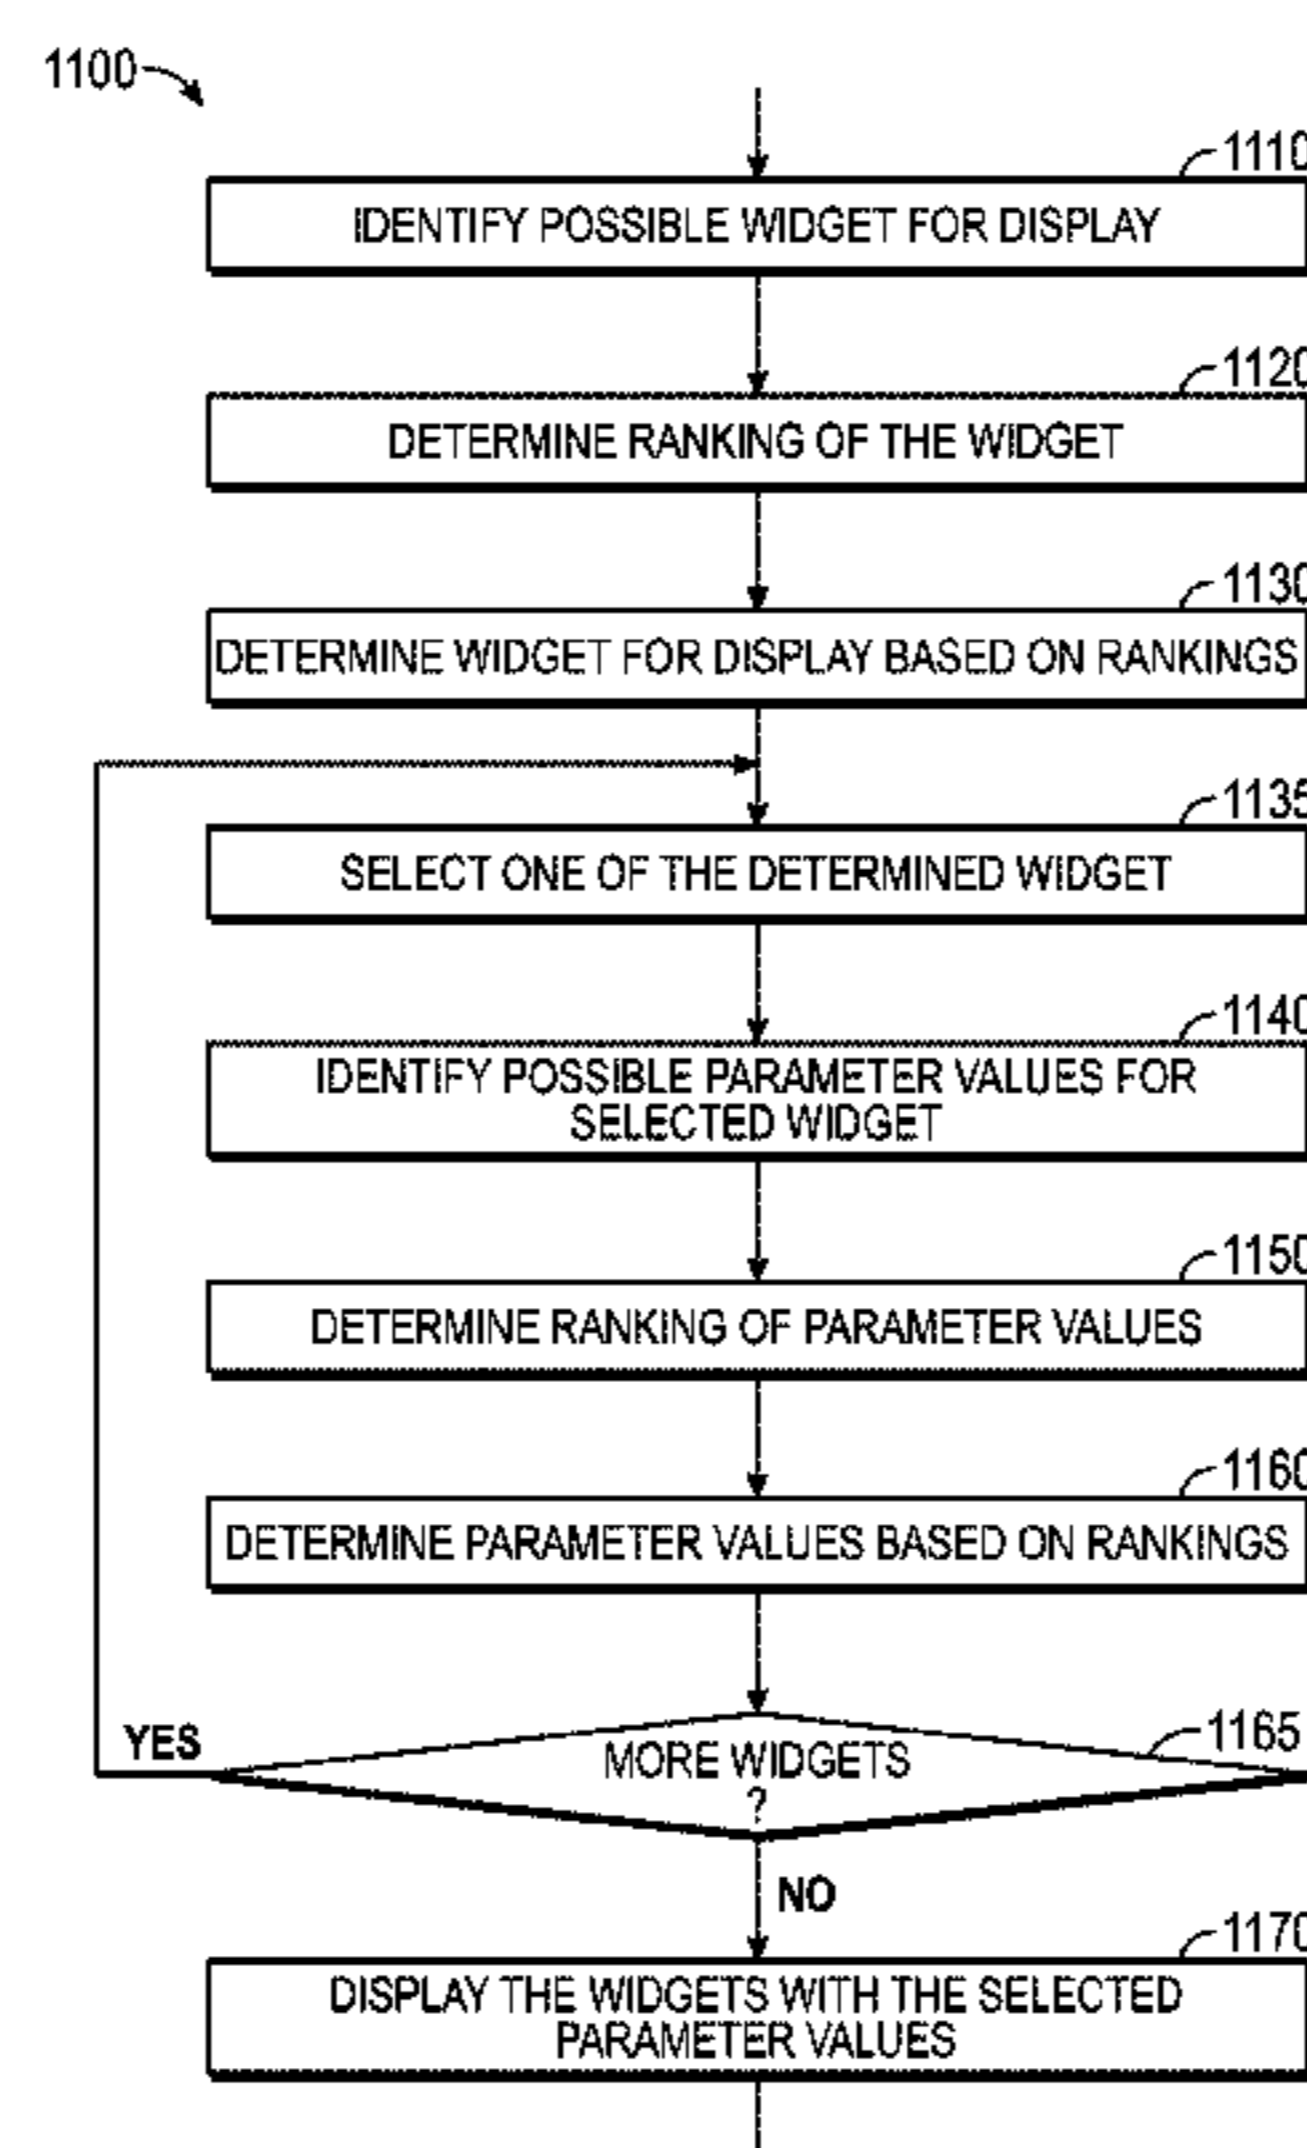 1100
1110
IDENTIFY POSSIBLE WIDGET FOR DISPLAY
1120
DETERMINE RANKING OF THE WIDGET
1130
DETERMINE WIDGET FOR DISPLAY BASED ON RANKINGS
1135
SELECT ONE OF THE DETERMINED WIDGET
1140
IDENTIFY POSSIBLE PARAMETER VALUES FOR
SELECTED WIDGET
1150
DETERMINE RANKING OF PARAMETER VALUES
1160
DETERMINE PARAMETER VALUES BASED ON RANKINGS
YES
MORE WIDGETS
?
1165
NO
1170
DISPLAY THE WIDGETS WITH THE SELECTED
PARAMETER VALUES